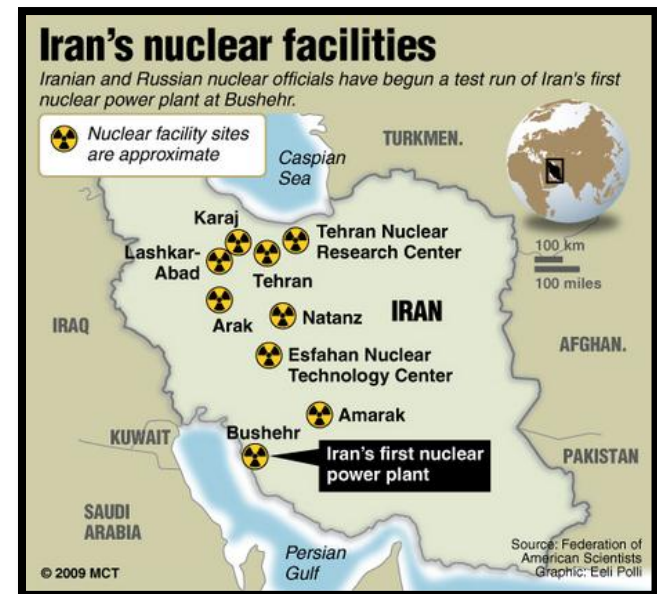 Iran's nuclear facilities
Iranian and Russian nuclear officials have begun a test run of Iran's first
nuclear power plant at Bushehr.
Nuclear facility sites
are approximate
TURKMEN.
Caspian
Sea
Karaj
Tehran Nuclear
Research Center
Lashkar-
Abad
Tehran
100 km
100 miles
Arak
Natanz
IRAN
IRAQ
AFGHAN.
Esfahan Nuclear
Technology Center
Amarak
KUWAIT
Bushehr
Iran's first nuclear
power plant
PAKISTAN
SAUDI
ARABIA
Persian
Gulf
Source: Federation of
American Scientists
Graphic: Eeli Polli
© 2009 MCT